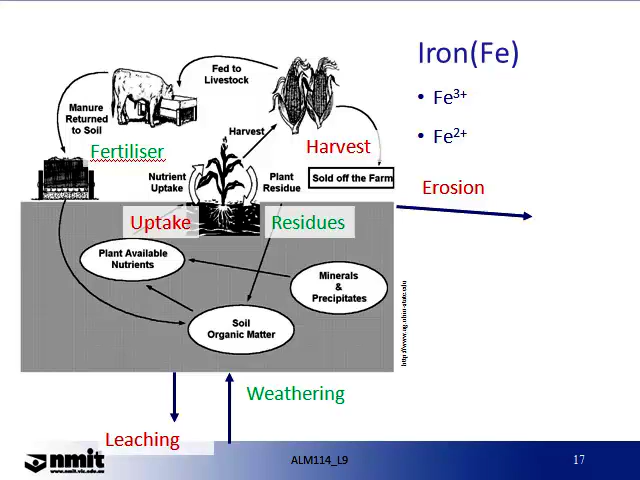 Iron(Fe)
• Fe3+
• Fe2+
Fed to
Livestock
Manure
Returned
to Soil
Fertiliser
Harvest
Harvest
Nutrient
Uptake
Plant
Residue
Sold off the Farm
Erosion
Uptake
Residues
Plant Available
Nutrients
Minerals
&
Precipitates
Soil
Organic Matter
http://www.ag.ohio-state.edu
Weathering
Leaching
nmit
www.nmit.vic.edu.au
ALM114_L9
17